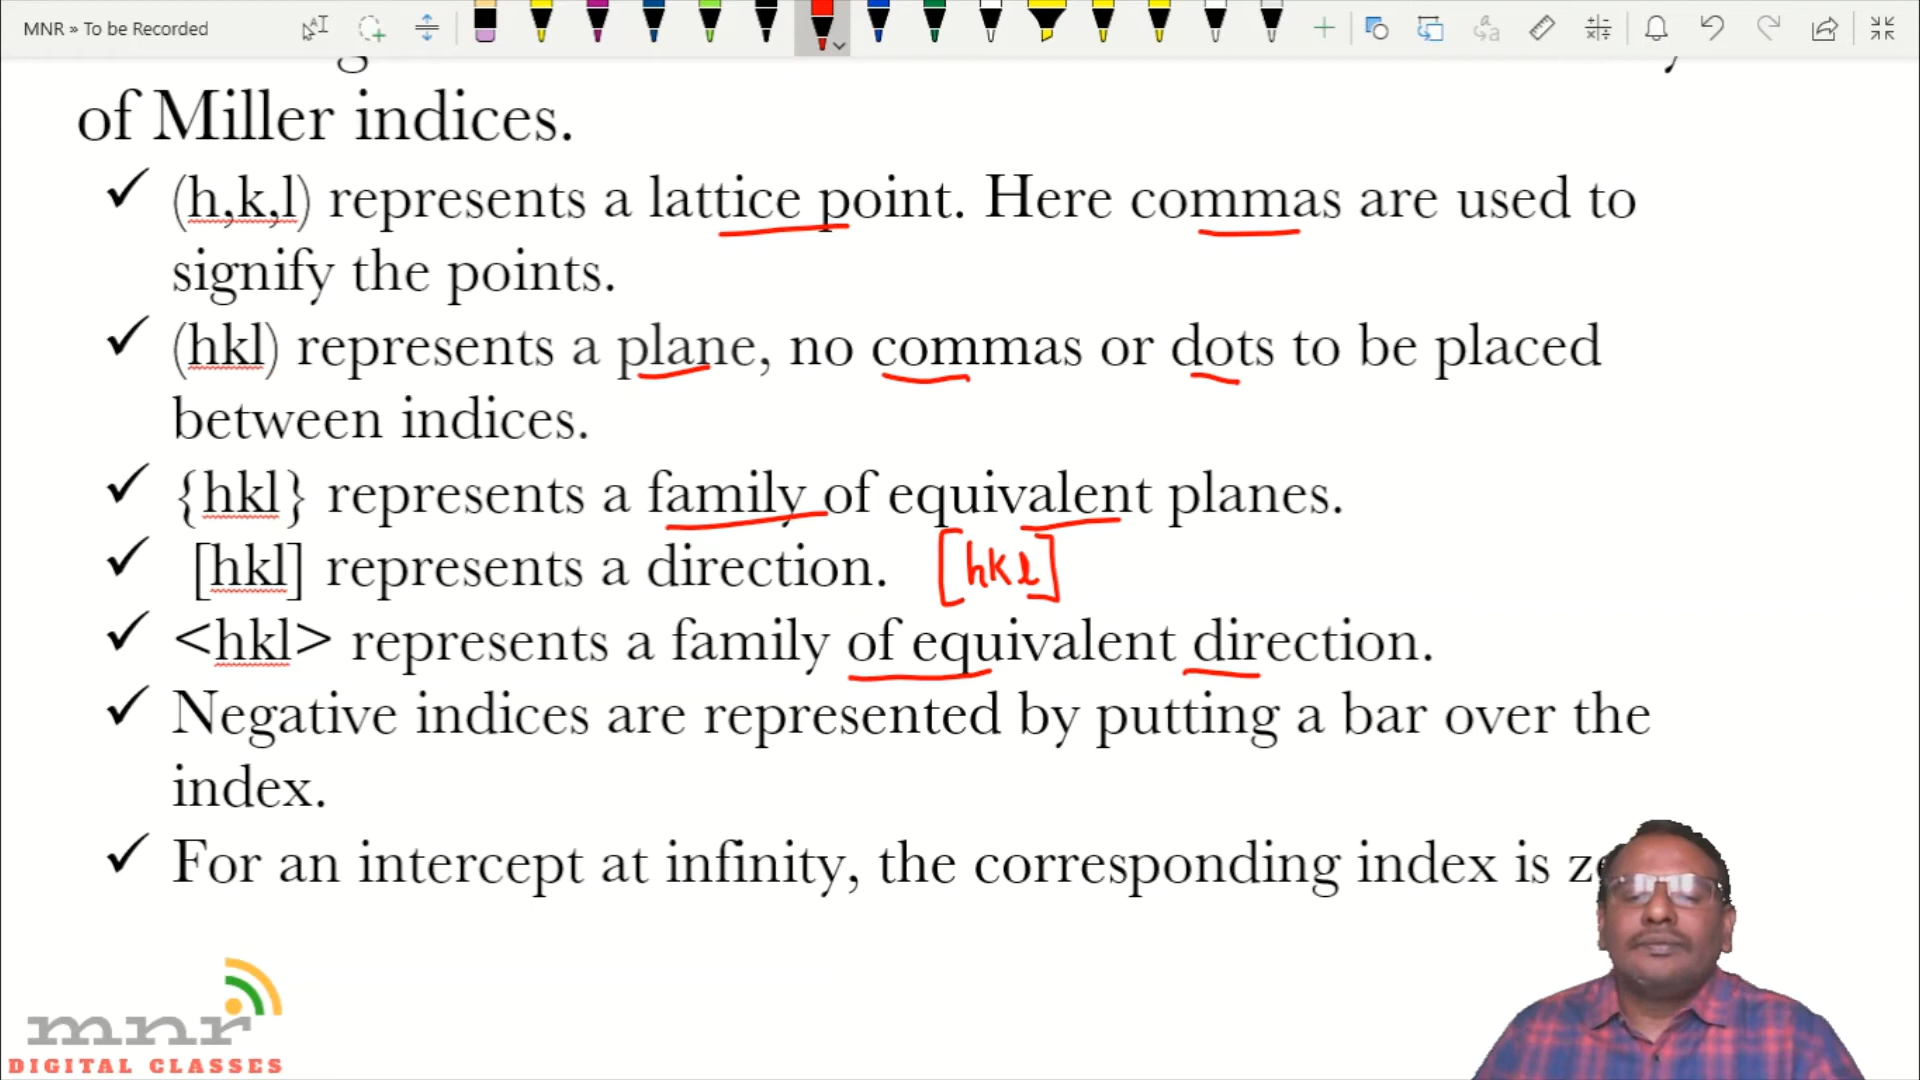 MNR » To be Recorded
of Miller indices.
✓ (h,k,l) represents a lattice point. Here commas are used to
signify the points.
✓ (hkl) represents a plane, no commas or dots to be placed
between indices.
✓ {hkl} represents a family of equivalent planes.
✓ [hkl] represents a direction. [hkl]
✓ <hkl> represents a family of equivalent direction.
✓ Negative indices are represented by putting a bar over the
index.
✓ For an intercept at infinity, the corresponding index is
mnr
DIGITAL CLASSES